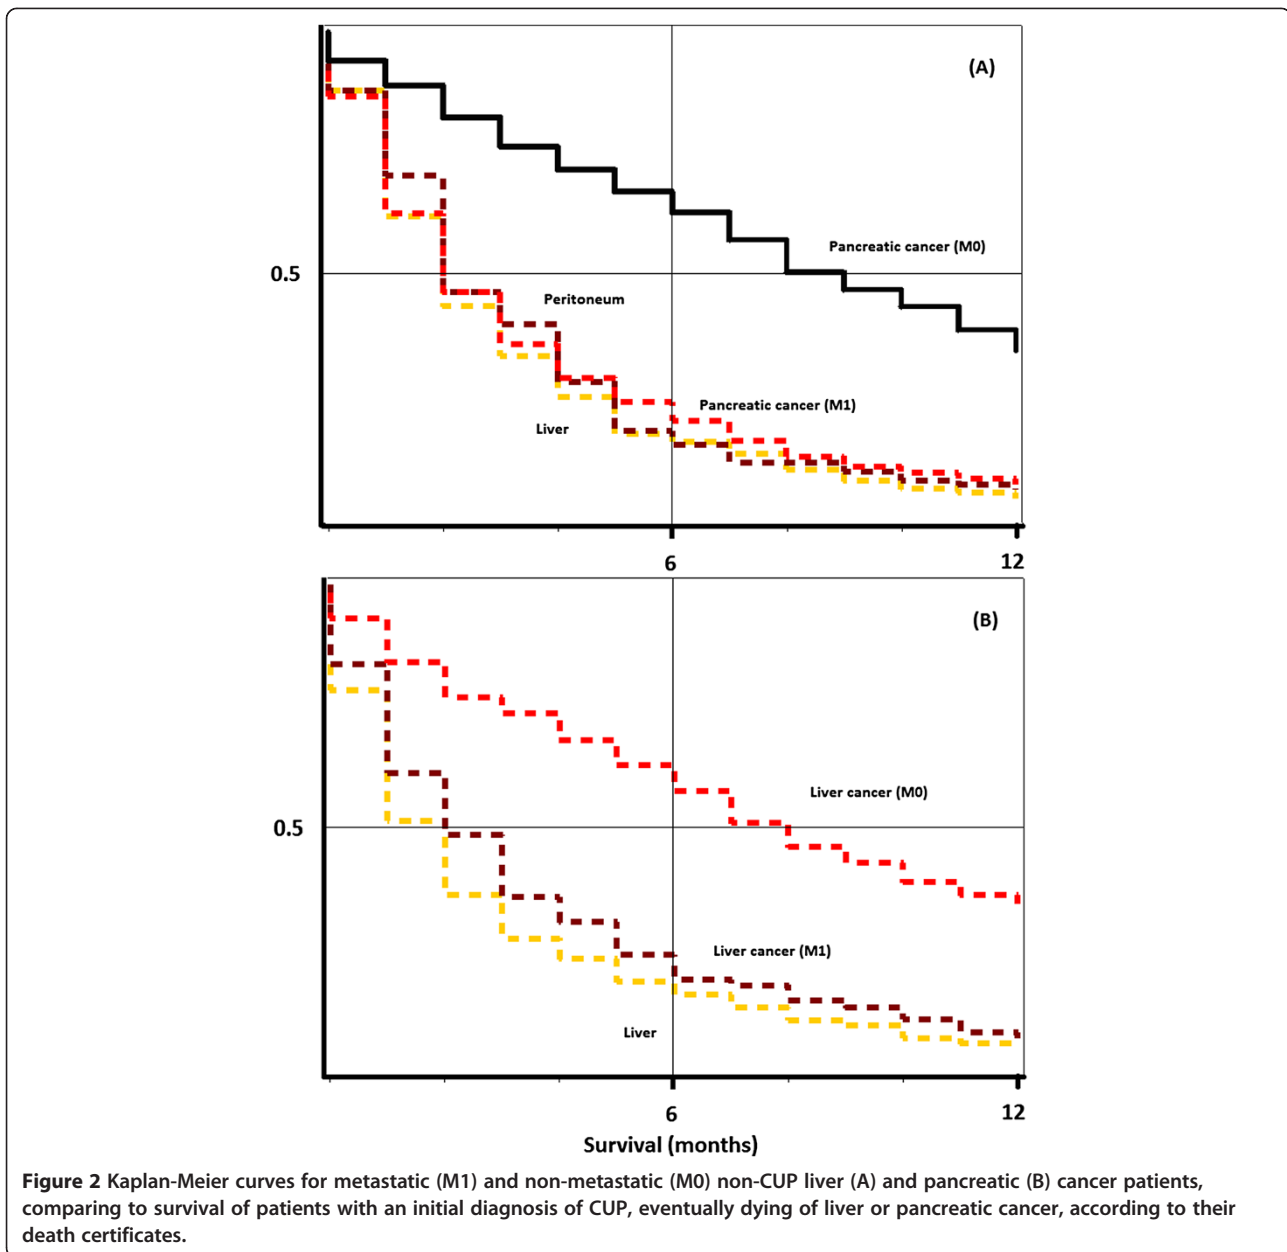 (A)
Pancreatic cancer (M0)
0.5
Peritoneum
Pancreatic cancer (M1)
Liver
6
12
(B)
Liver cancer (M0)
0.5
Liver cancer (M1)
Liver
6
12
Survival (months)
Figure 2 Kaplan-Meier curves for metastatic (M1) and non-metastatic (M0) non-CUP liver (A) and pancreatic (B) cancer patients,
comparing to survival of patients with an initial diagnosis of CUP, eventually dying of liver or pancreatic cancer, according to their
death certificates.